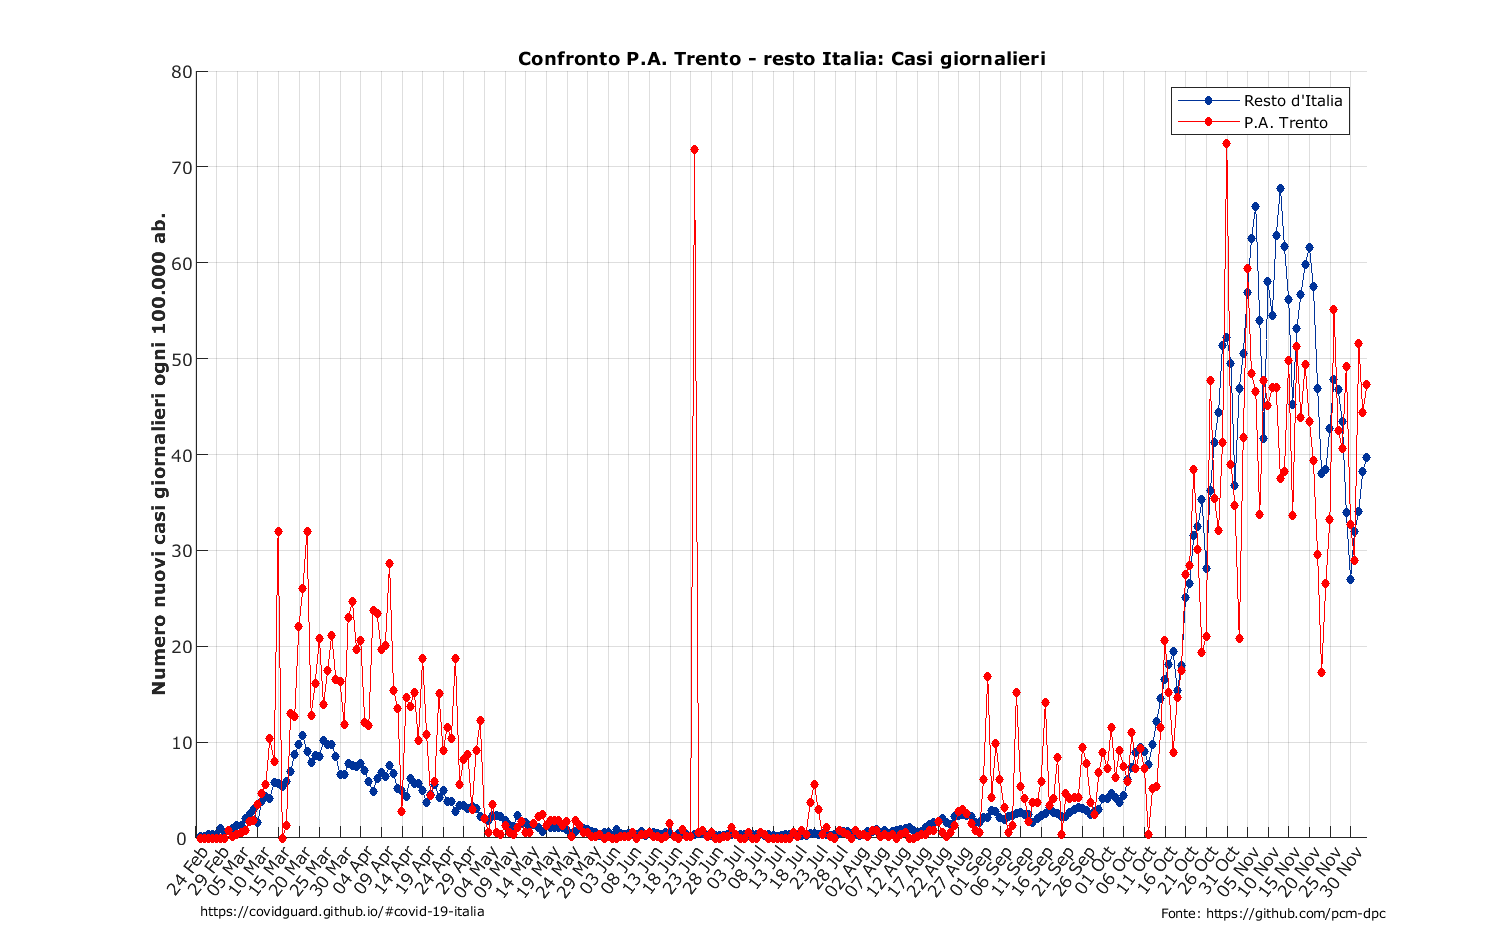 Confronto P.A. Trento - resto Italia: Casi giornalieri
Numero nuovi casi giornalieri ogni 100.000 ab.
80
70
60
50
40
30
20
10
0
Resto d'Italia
P.A. Trento
24 Feb
29 Feb
05 Mar
10 Mar
15 Mar
20 Mar
25 Mar
30 Mar
04 Apr
09 Apr
14 Apr
19 Apr
24 Apr
29 Apr
04 May
09 May
14 May
19 May
24 May
29 May
03 Jun
08 Jun
13 Jun
18 Jun
23 Jun
28 Jun
03 Jul
08 Jul
13 Jul
18 Jul
23 Jul
28 Jul
02 Aug
07 Aug
12 Aug
17 Aug
22 Aug
27 Aug
01 Sep
06 Sep
11 Sep
16 Sep
21 Sep
26 Sep
01 Oct
06 Oct
11 Oct
16 Oct
21 Oct
26 Oct
31 Oct
05 Nov
10 Nov
15 Nov
20 Nov
25 Nov
30 Nov
https://covidguard.github.io/#covid-19-italia
Fonte: https://github.com/pcm-dpc